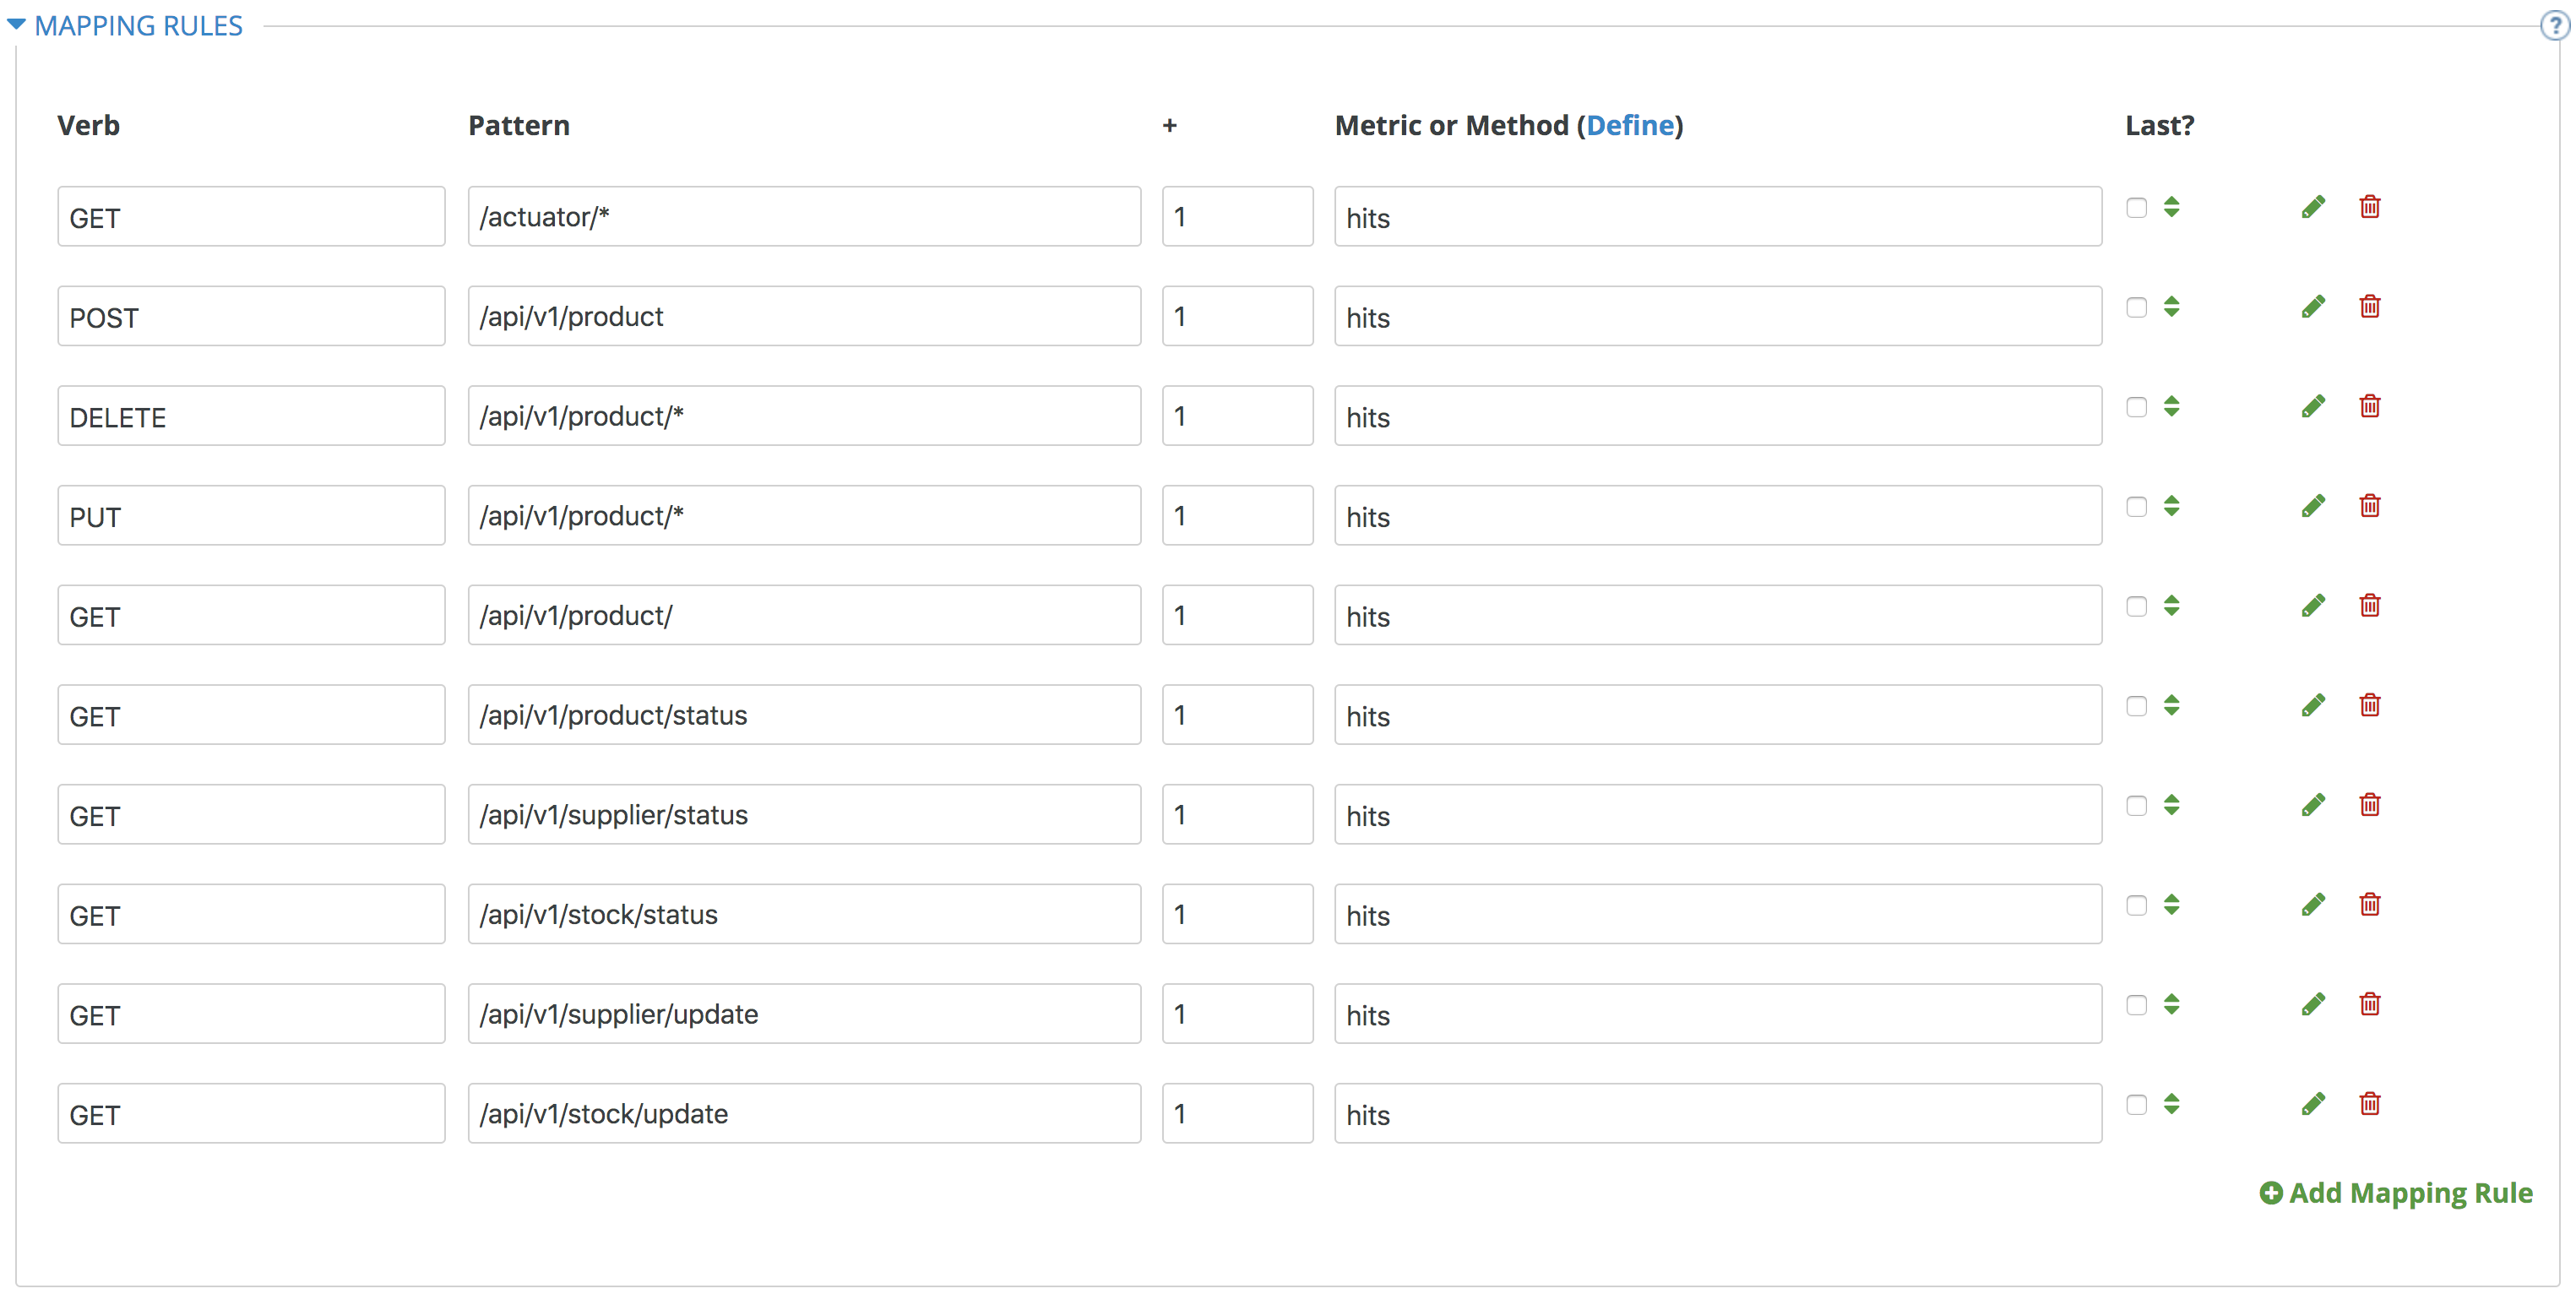 MAPPING RULES ?
Verb Pattern + Metric or Method (Define) Last?
GET /actuator/* 1 hits
POST /api/v1/product 1 hits
DELETE /api/v1/product/* 1 hits
PUT /api/v1/product/* 1 hits
GET /api/v1/product/ 1 hits
GET /api/v1/product/status 1 hits
GET /api/v1/supplier/status 1 hits
GET /api/v1/stock/status 1 hits
GET /api/v1/supplier/update 1 hits
GET /api/v1/stock/update 1 hits
Add Mapping Rule